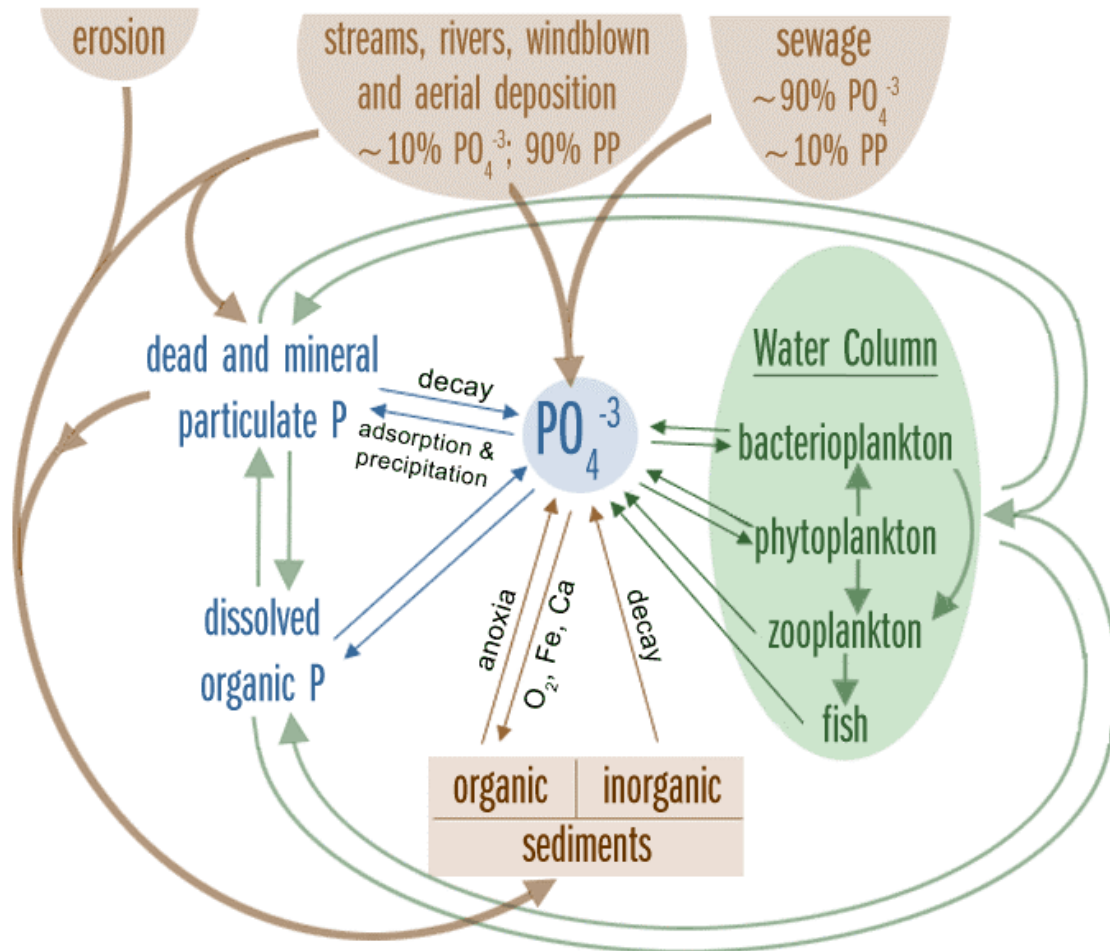 erosion
streams, rivers, windblown
and aerial deposition
~10% PO₄⁻³; 90% PP
sewage
~90% PO₄⁻³
~10% PP
dead and mineral
particulate P
decay
adsorption &
precipitation
PO₄⁻³
Water Column
bacterioplankton
phytoplankton
zooplankton
fish
dissolved
organic P
anoxia
O₂, Fe, Ca
decay
organic
inorganic
sediments